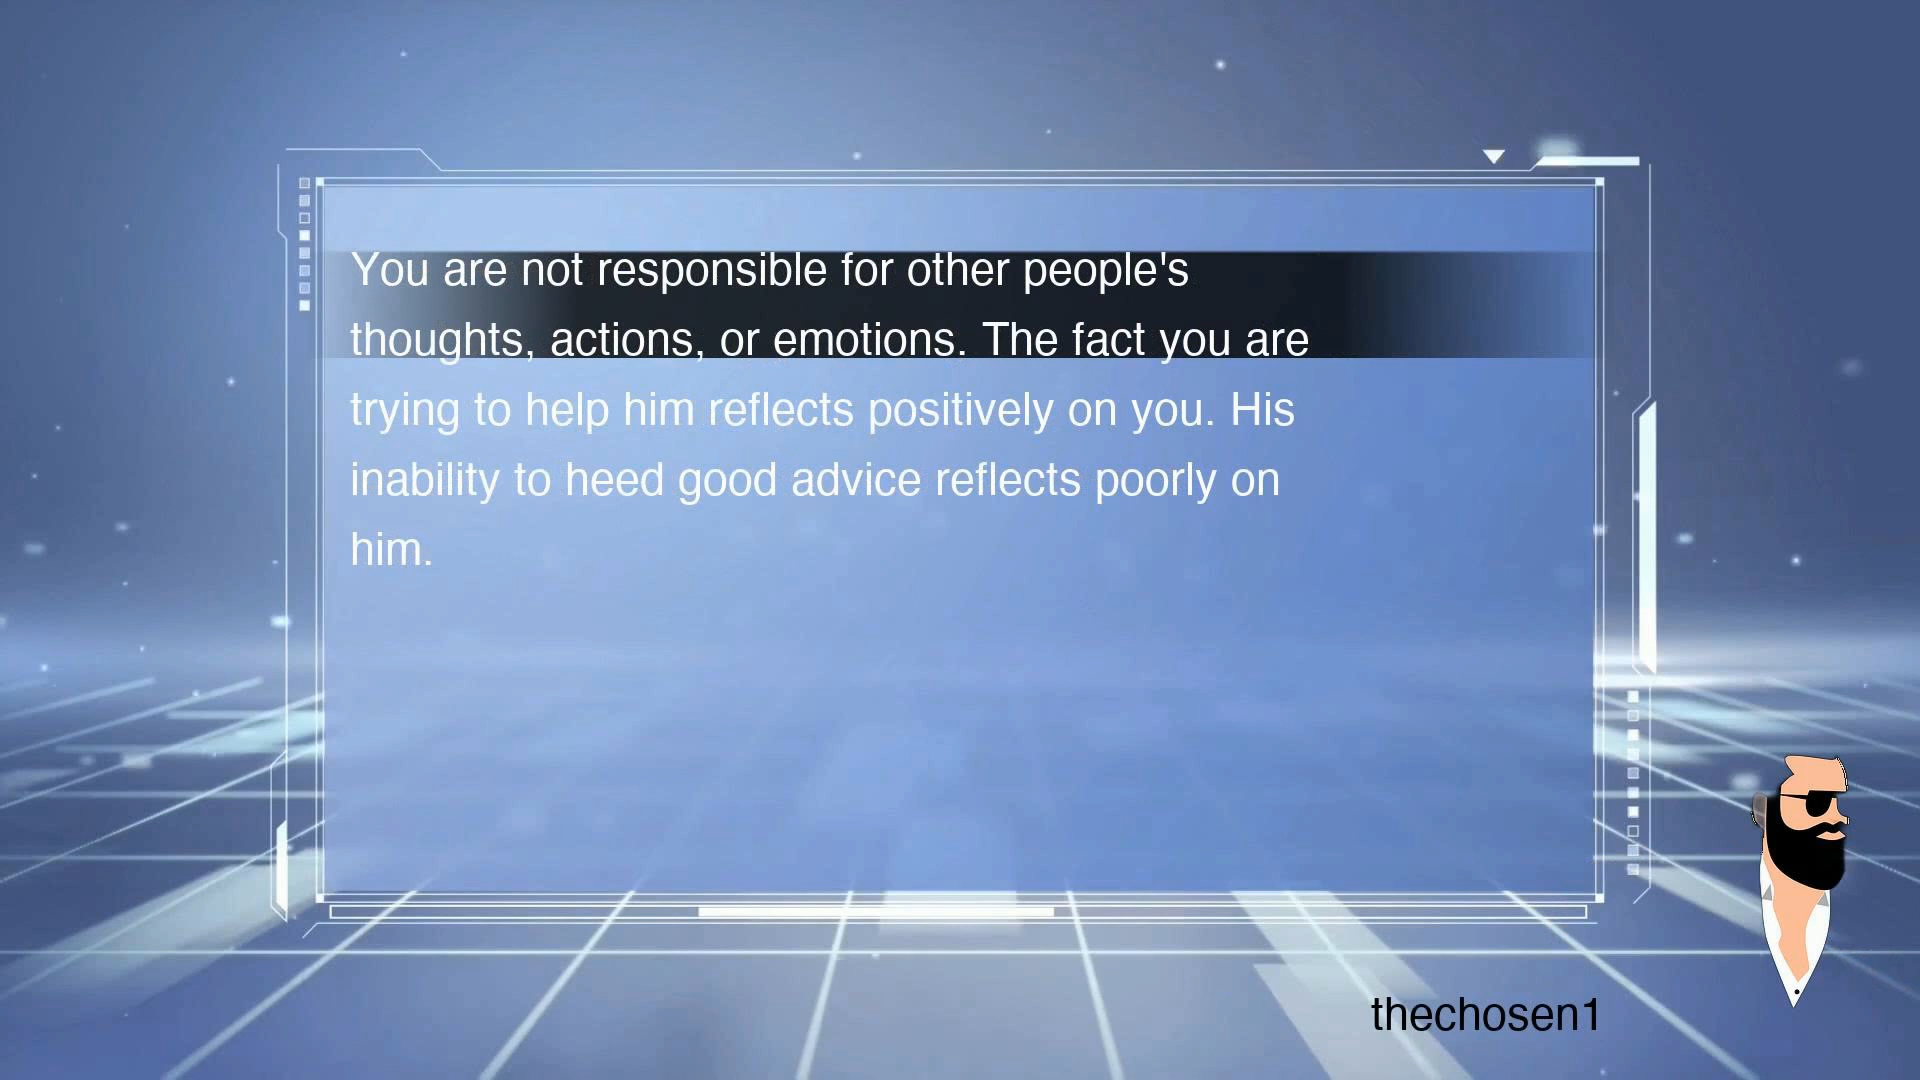 You are not responsible for other people's
thoughts, actions, or emotions. The fact you are
trying to help him reflects positively on you. His
inability to heed good advice reflects poorly on
him.
thechosen1